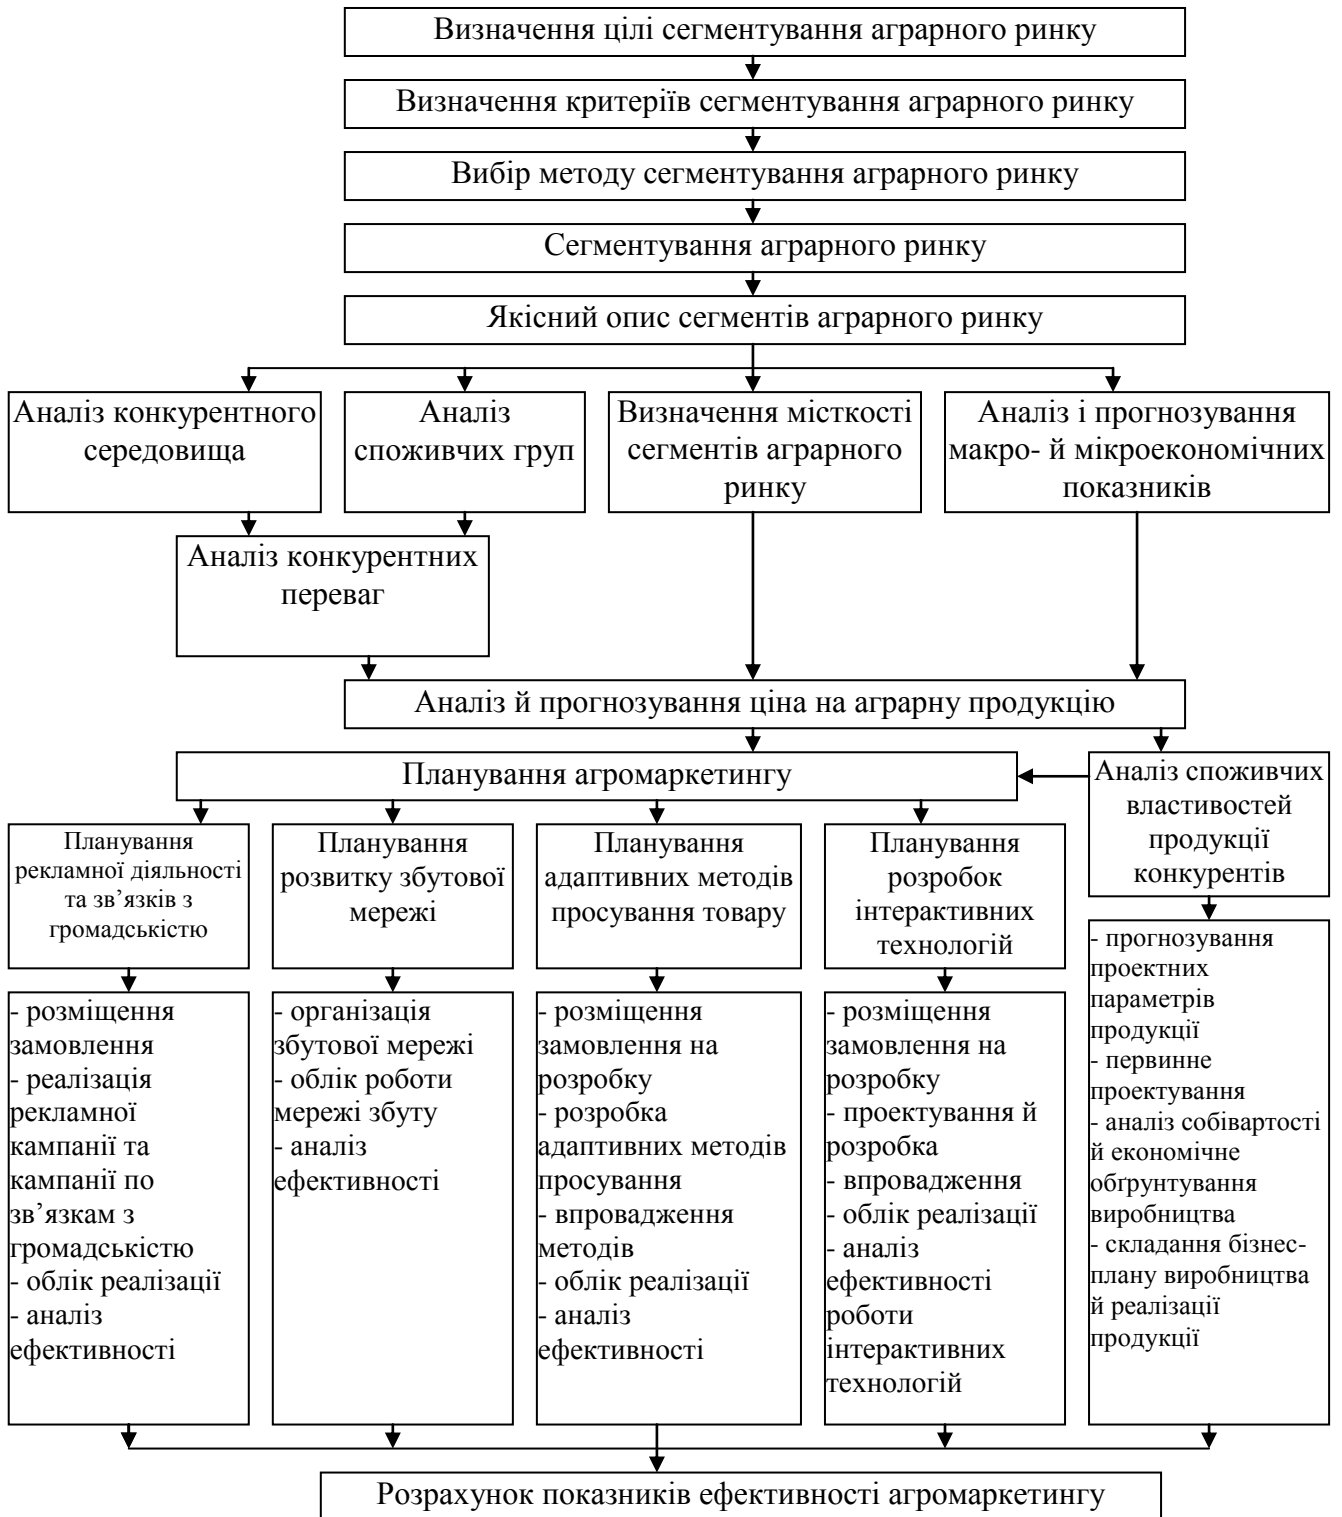 Визначення цілі сегментування аграрного ринку
Визначення критеріїв сегментування аграрного ринку
Вибір методу сегментування аграрного ринку
Сегментування аграрного ринку
Якісний опис сегментів аграрного ринку
Аналіз конкурентного
середовища
Аналіз
споживчих груп
Визначення місткості
сегментів аграрного
ринку
Аналіз і прогнозування
макро- й мікроекономічних
показників
Аналіз конкурентних
переваг
Аналіз й прогнозування ціна на аграрну продукцію
Планування агромаркетингу
Аналіз споживчих
властивостей
продукції
конкурентів
Планування
рекламної діяльності
та зв’язків з
громадськістю
Планування
розвитку збутової
мережі
Планування
адаптивних методів
просування товару
Планування
розробок
інтерактивних
технологій
- розміщення
замовлення
- реалізація
рекламної
кампанії та
кампанії по
зв’язкам з
громадськістю
- облік реалізації
- аналіз
ефективності
- організація
збутової мережі
- облік роботи
мережі збуту
- аналіз
ефективності
- розміщення
замовлення на
розробку
- розробка
адаптивних методів
просування
- впровадження
методів
- облік реалізації
- аналіз
ефективності
- розміщення
замовлення на
розробку
- проектування й
розробка
- впровадження
- облік реалізації
- аналіз
ефективності
роботи
інтерактивних
технологій
- прогнозування
проектних
параметрів
продукції
- первинне
проектування
- аналіз собівартості
й економічне
обґрунтування
виробництва
- складання бізнес-
плану виробництва
й реалізації
продукції
Розрахунок показників ефективності агромаркетингу